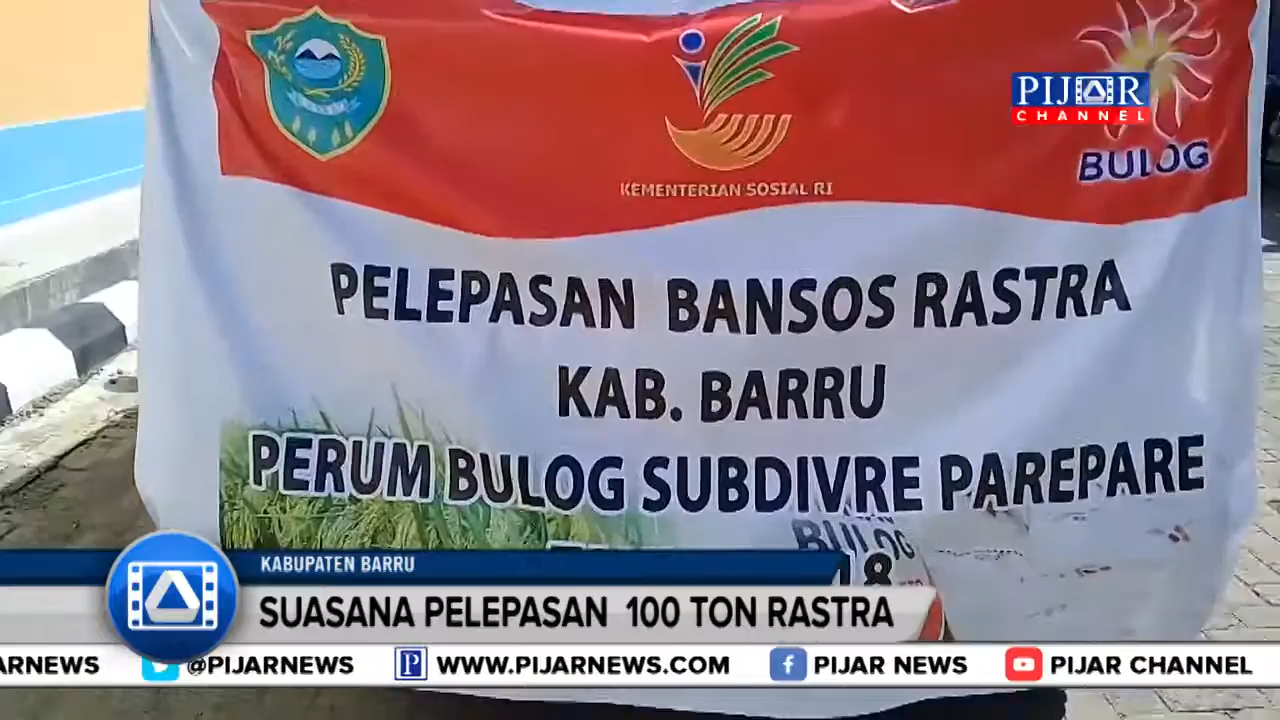 PIJAR
CHANNEL
BULOG
KEMENTERIAN SOSIAL RI
PELEPASAN BANSOS RASTRA
KAB. BARRU
PERUM BULOG SUBDIVRE PAREPARE
BULOG
18
KABUPATEN BARRU
SUASANA PELEPASAN 100 TON RASTRA
ARNEWS @PIJARNEWS WWW.PIJARNEWS.COM PIJAR NEWS PIJAR CHANNEL